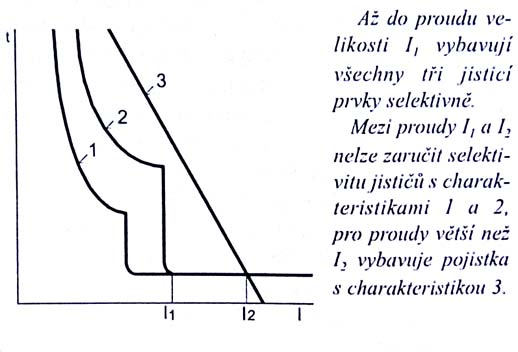 t
1
2
3
I₁
I₂
I
Až do proudu ve-
likosti I₁ vybavují
všechny tři jisticí
prvky selektivně.
Mezi proudy I₁ a I₂
nelze zaručit selekti-
vitu jističů s charak-
teristikami 1 a 2,
pro proudy větší než
I₂ vybavuje pojistka
s charakteristikou 3.